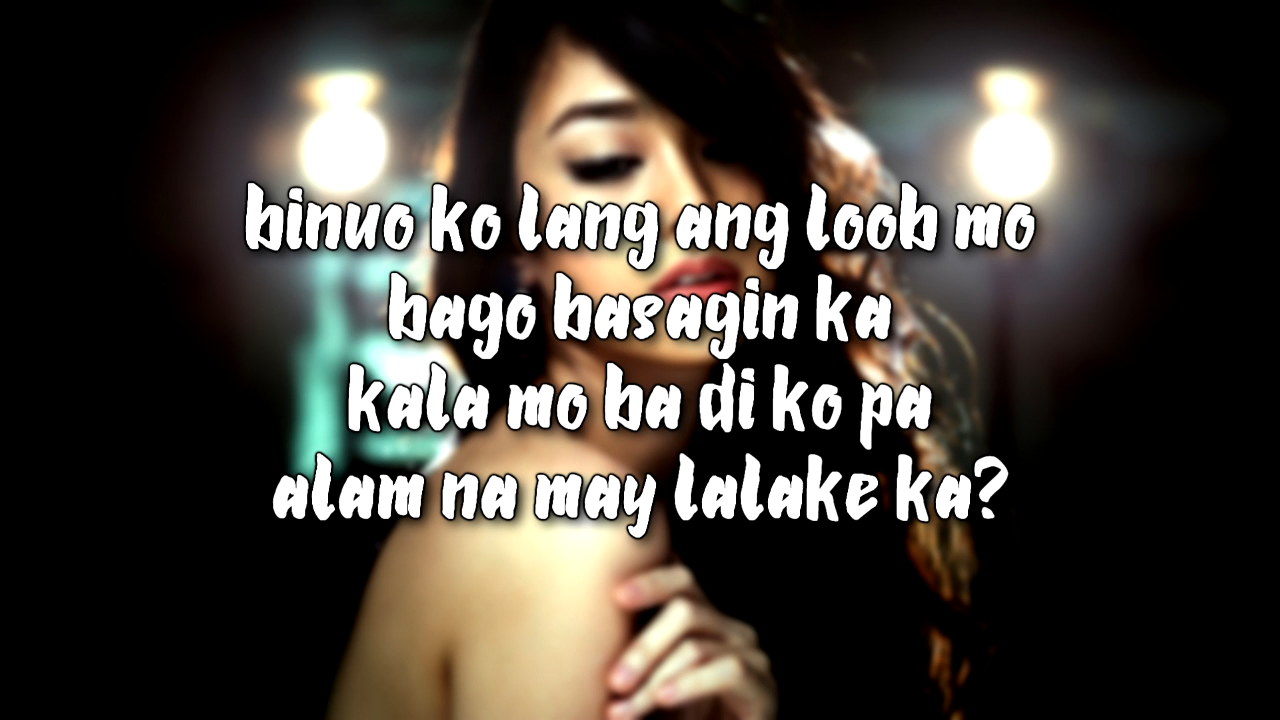 binuo ko lang ang loob mo
bago basagin ka
kala mo ba di ko pa
alam na may lalake ka?